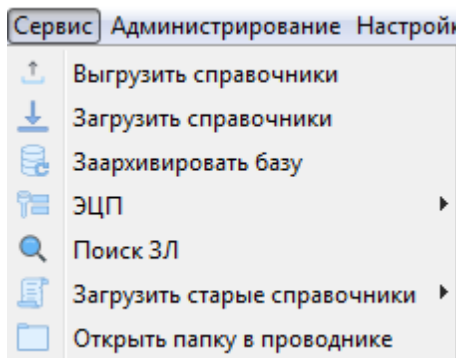 Сервис Администрирование
Выгрузить справочники
Загрузить справочники
Заархивировать базу
ЭЦП
Поиск ЗЛ
Загрузить старые справочники
Открыть папку в проводнике